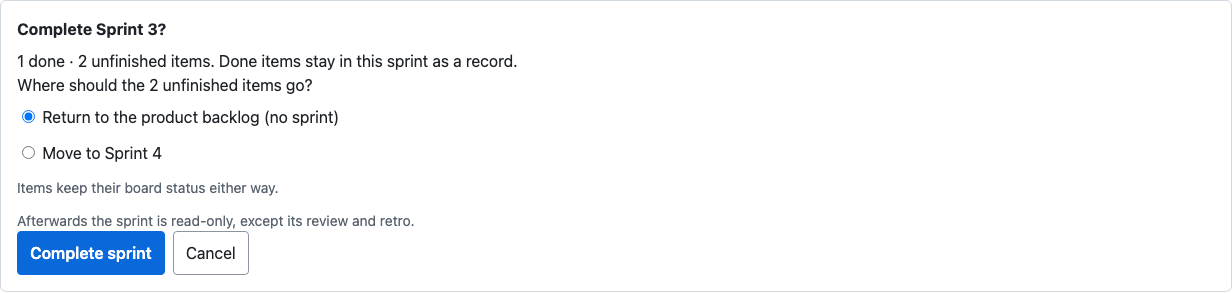 Complete Sprint 3?
1 done · 2 unfinished items. Done items stay in this sprint as a record.
Where should the 2 unfinished items go?
Return to the product backlog (no sprint)
Move to Sprint 4
Items keep their board status either way.
Afterwards the sprint is read-only, except its review and retro.
Complete sprint
Cancel